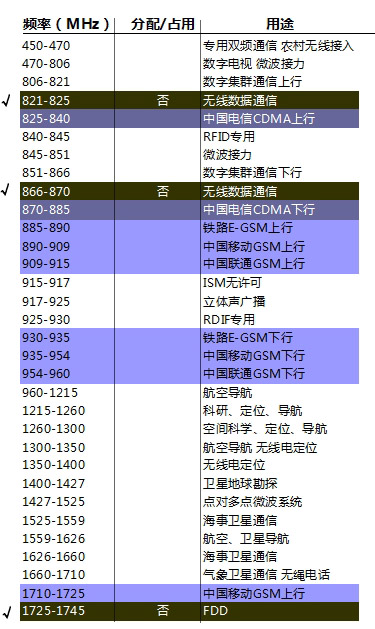 频率（MHz） 分配/占用 用途
450-470 专用双频通信 农村无线接入
470-806 数字电视 微波接力
806-821 数字集群通信上行
√ 821-825 否 无线数据通信
825-840 中国电信CDMA上行
840-845 RFID专用
845-851 微波接力
851-866 数字集群通信下行
√ 866-870 否 无线数据通信
870-885 中国电信CDMA下行
885-890 铁路E-GSM上行
890-909 中国移动GSM上行
909-915 中国联通GSM上行
915-917 ISM无许可
917-925 立体声广播
925-930 RDIF专用
930-935 铁路E-GSM下行
935-954 中国移动GSM下行
954-960 中国联通GSM下行
960-1215 航空导航
1215-1260 科研、定位、导航
1260-1300 空间科学、定位、导航
1300-1350 航空导航 无线电定位
1350-1400 无线电定位
1400-1427 卫星地球勘探
1427-1525 点对多点微波系统
1525-1559 海事卫星通信
1559-1626 航空、卫星导航
1626-1660 海事卫星通信
1660-1710 气象卫星通信 无绳电话
1710-1725 中国移动GSM上行
√ 1725-1745 否 FDD